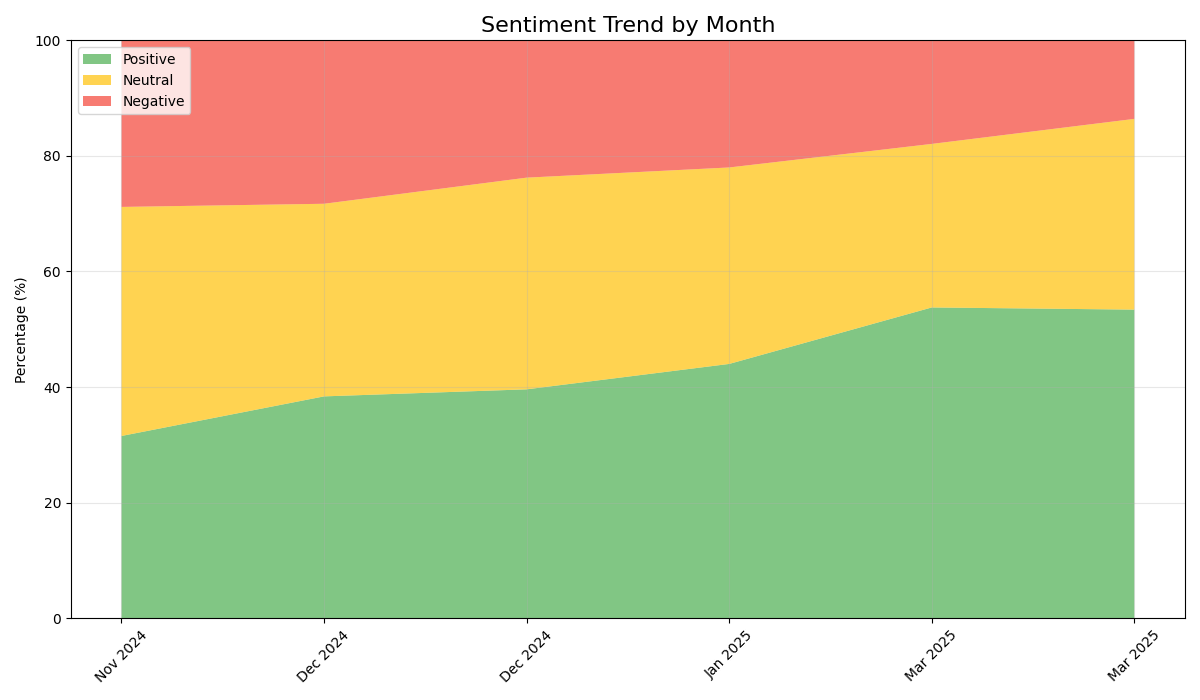 Sentiment Trend by Month
Positive
Neutral
Negative
Percentage (%)
100
80
60
40
20
0
Nov 2024
Dec 2024
Dec 2024
Jan 2025
Mar 2025
Mar 2025